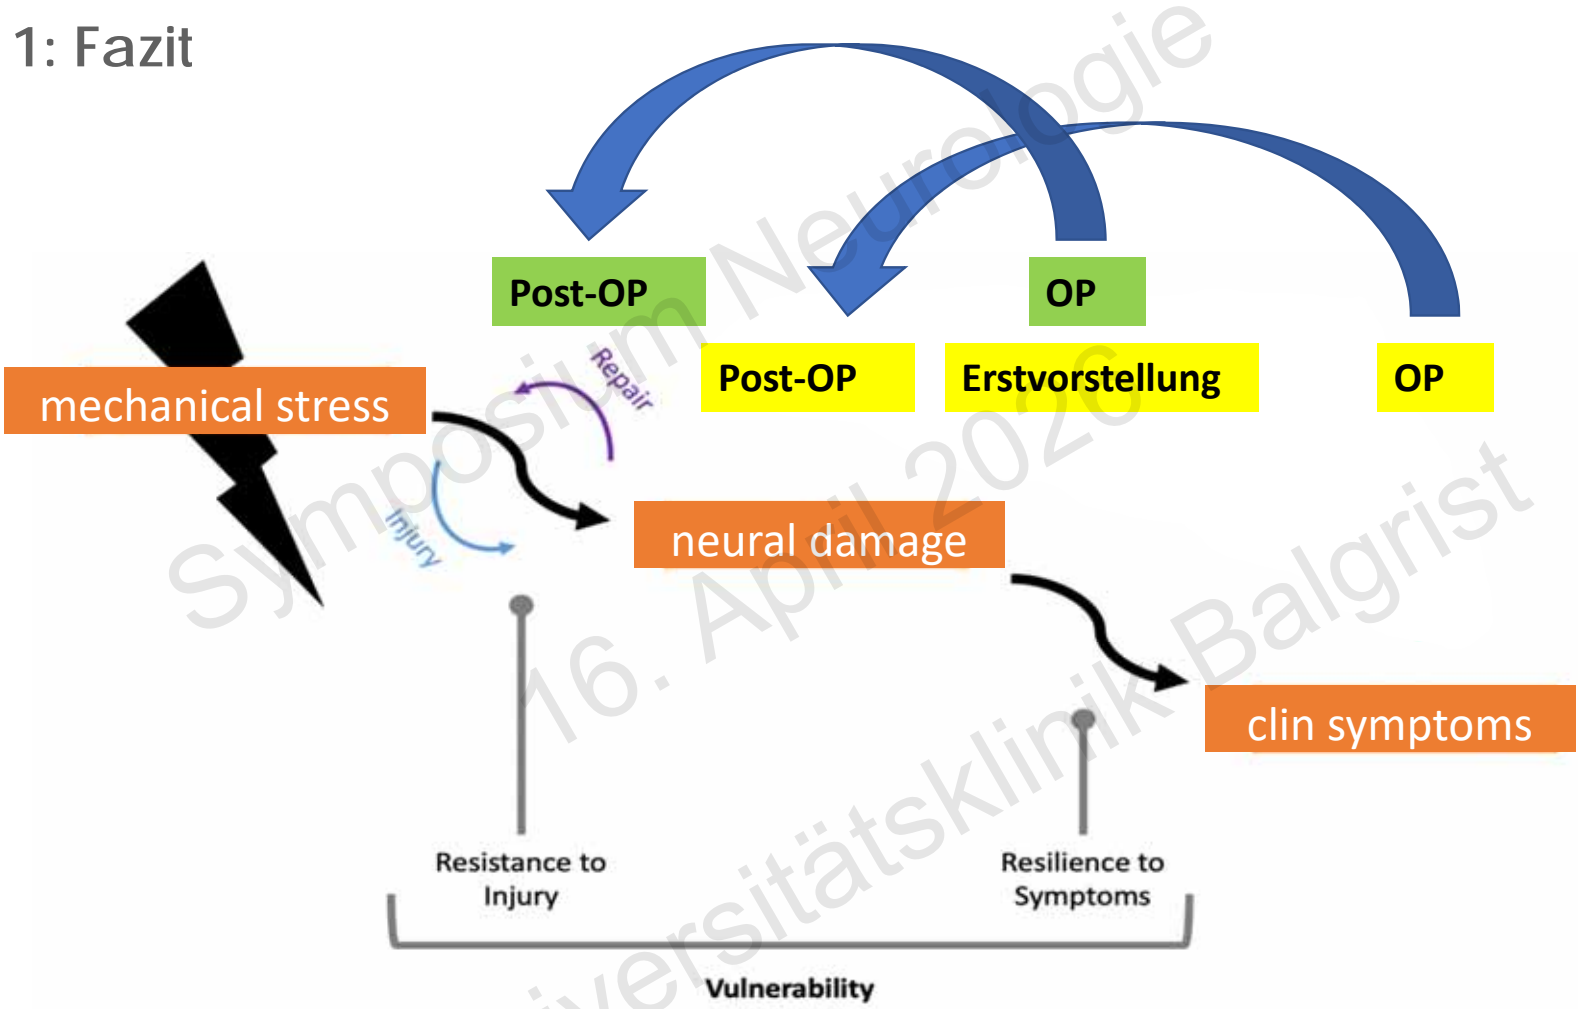 1: Fazit
Post-OP
OP
Post-OP
Erstvorstellung
OP
mechanical stress
Repair
Injury
neural damage
clin symptoms
Resistance to
Injury
Resilience to
Symptoms
Vulnerability
Symposium Neurologie
16. April 2026
versitätsklinik Balgrist